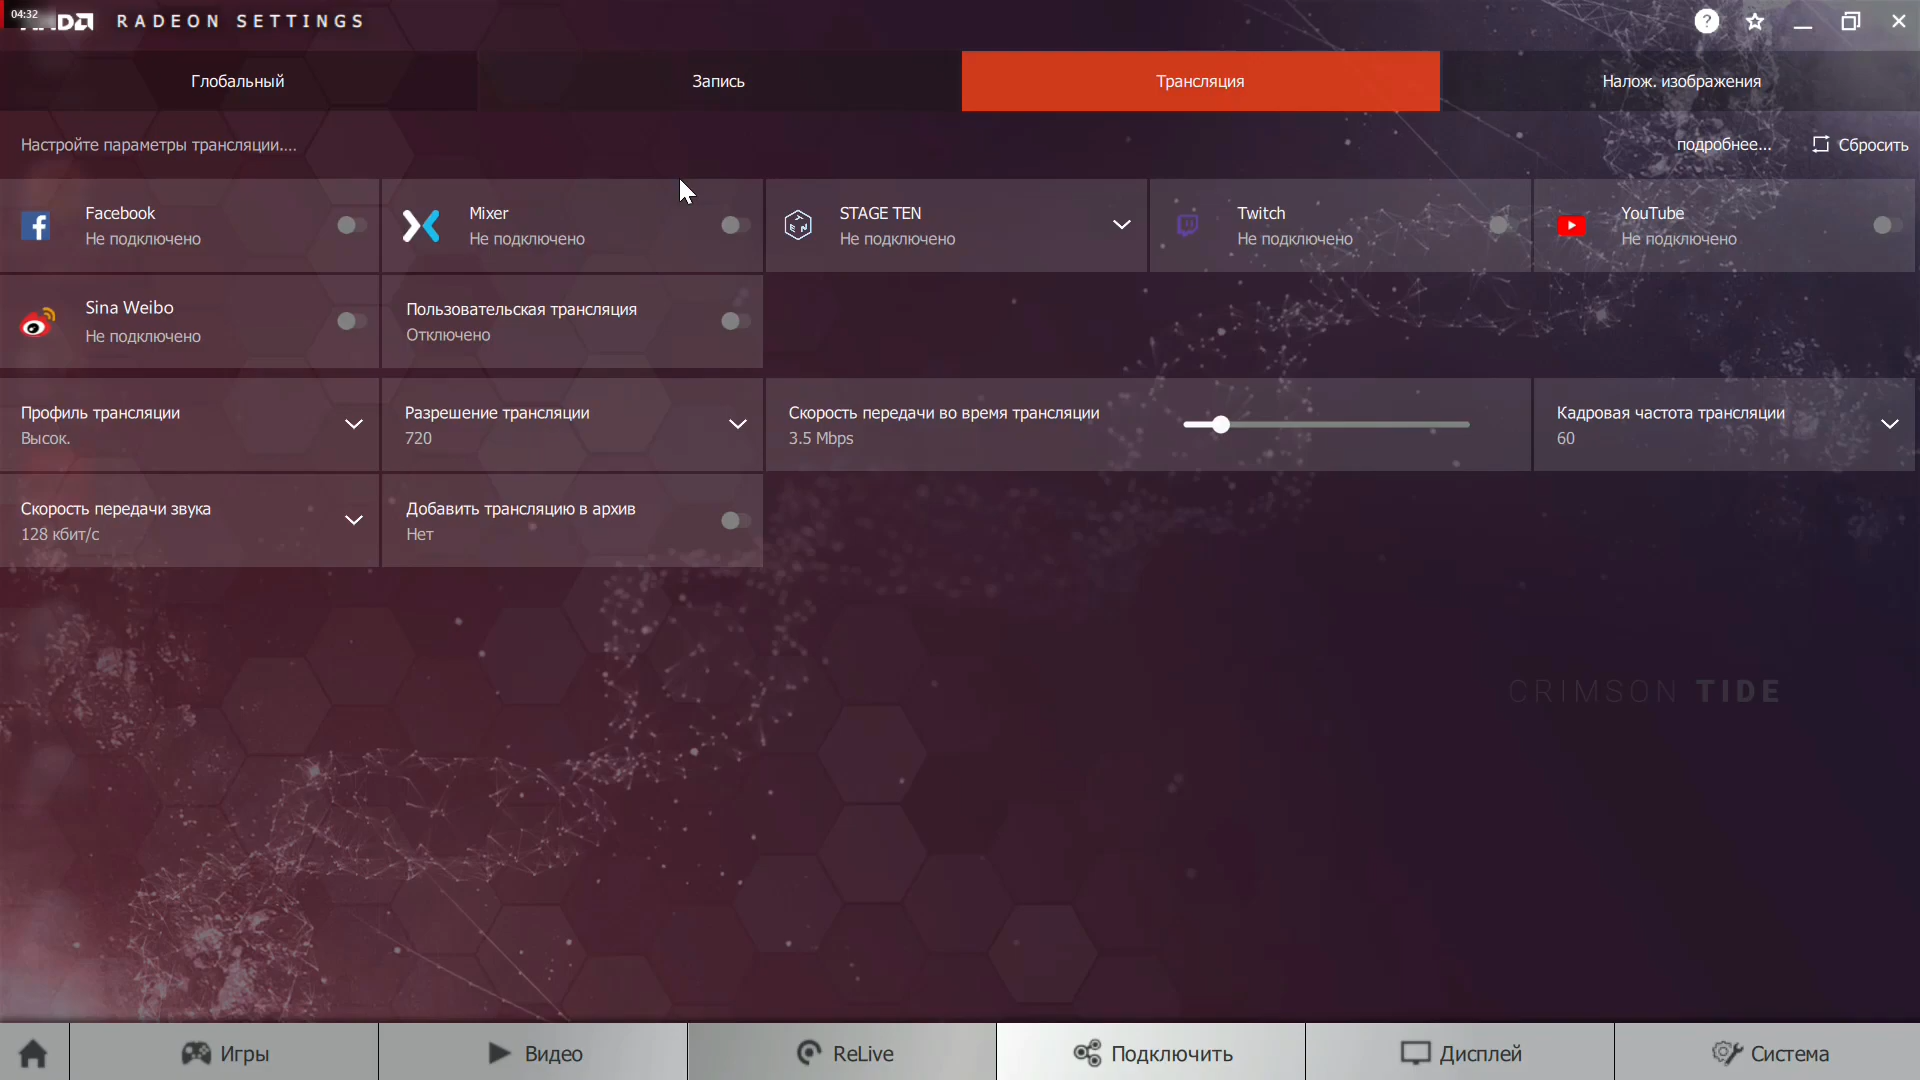 04:32
RADEON SETTINGS
Глобальный
Запись
Трансляция
Налож. изображения
Настройте параметры трансляции....
подробнее...
Сбросить
Facebook
Не подключено
Mixer
Не подключено
STAGE TEN
Не подключено
Twitch
Не подключено
YouTube
Не подключено
Sina Weibo
Не подключено
Пользовательская трансляция
Отключено
Профиль трансляции
Высок.
Разрешение трансляции
720
Скорость передачи во время трансляции
3.5 Mbps
Кадровая частота трансляции
60
Скорость передачи звука
128 кбит/с
Добавить трансляцию в архив
Нет
CRIMSON TIDE
Игры
Видео
ReLive
Подключить
Дисплей
Система